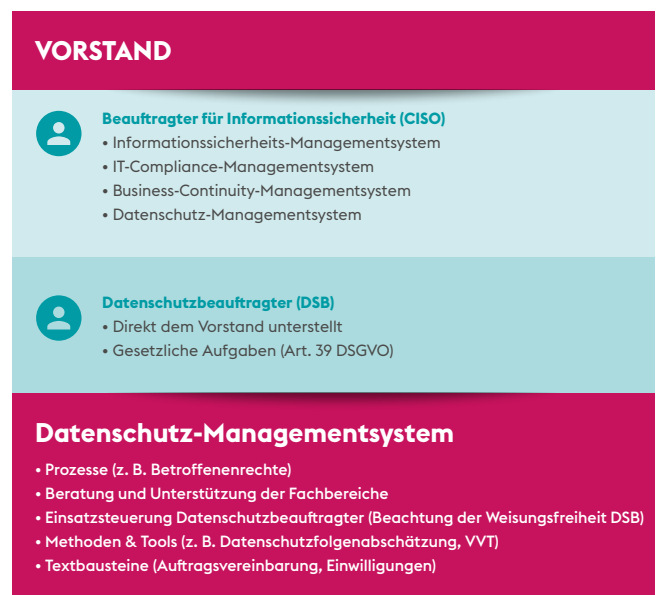 VORSTAND
Beauftragter für Informationssicherheit (CISO)
• Informationssicherheits-Managementsystem
• IT-Compliance-Managementsystem
• Business-Continuity-Managementsystem
• Datenschutz-Managementsystem
Datenschutzbeauftragter (DSB)
• Direkt dem Vorstand unterstellt
• Gesetzliche Aufgaben (Art. 39 DSGVO)
Datenschutz-Managementsystem
• Prozesse (z. B. Betroffenenrechte)
• Beratung und Unterstützung der Fachbereiche
• Einsatzsteuerung Datenschutzbeauftragter (Beachtung der Weisungsfreiheit DSB)
• Methoden & Tools (z. B. Datenschutzfolgenabschätzung, VVT)
• Textbausteine (Auftragsvereinbarung, Einwilligungen)